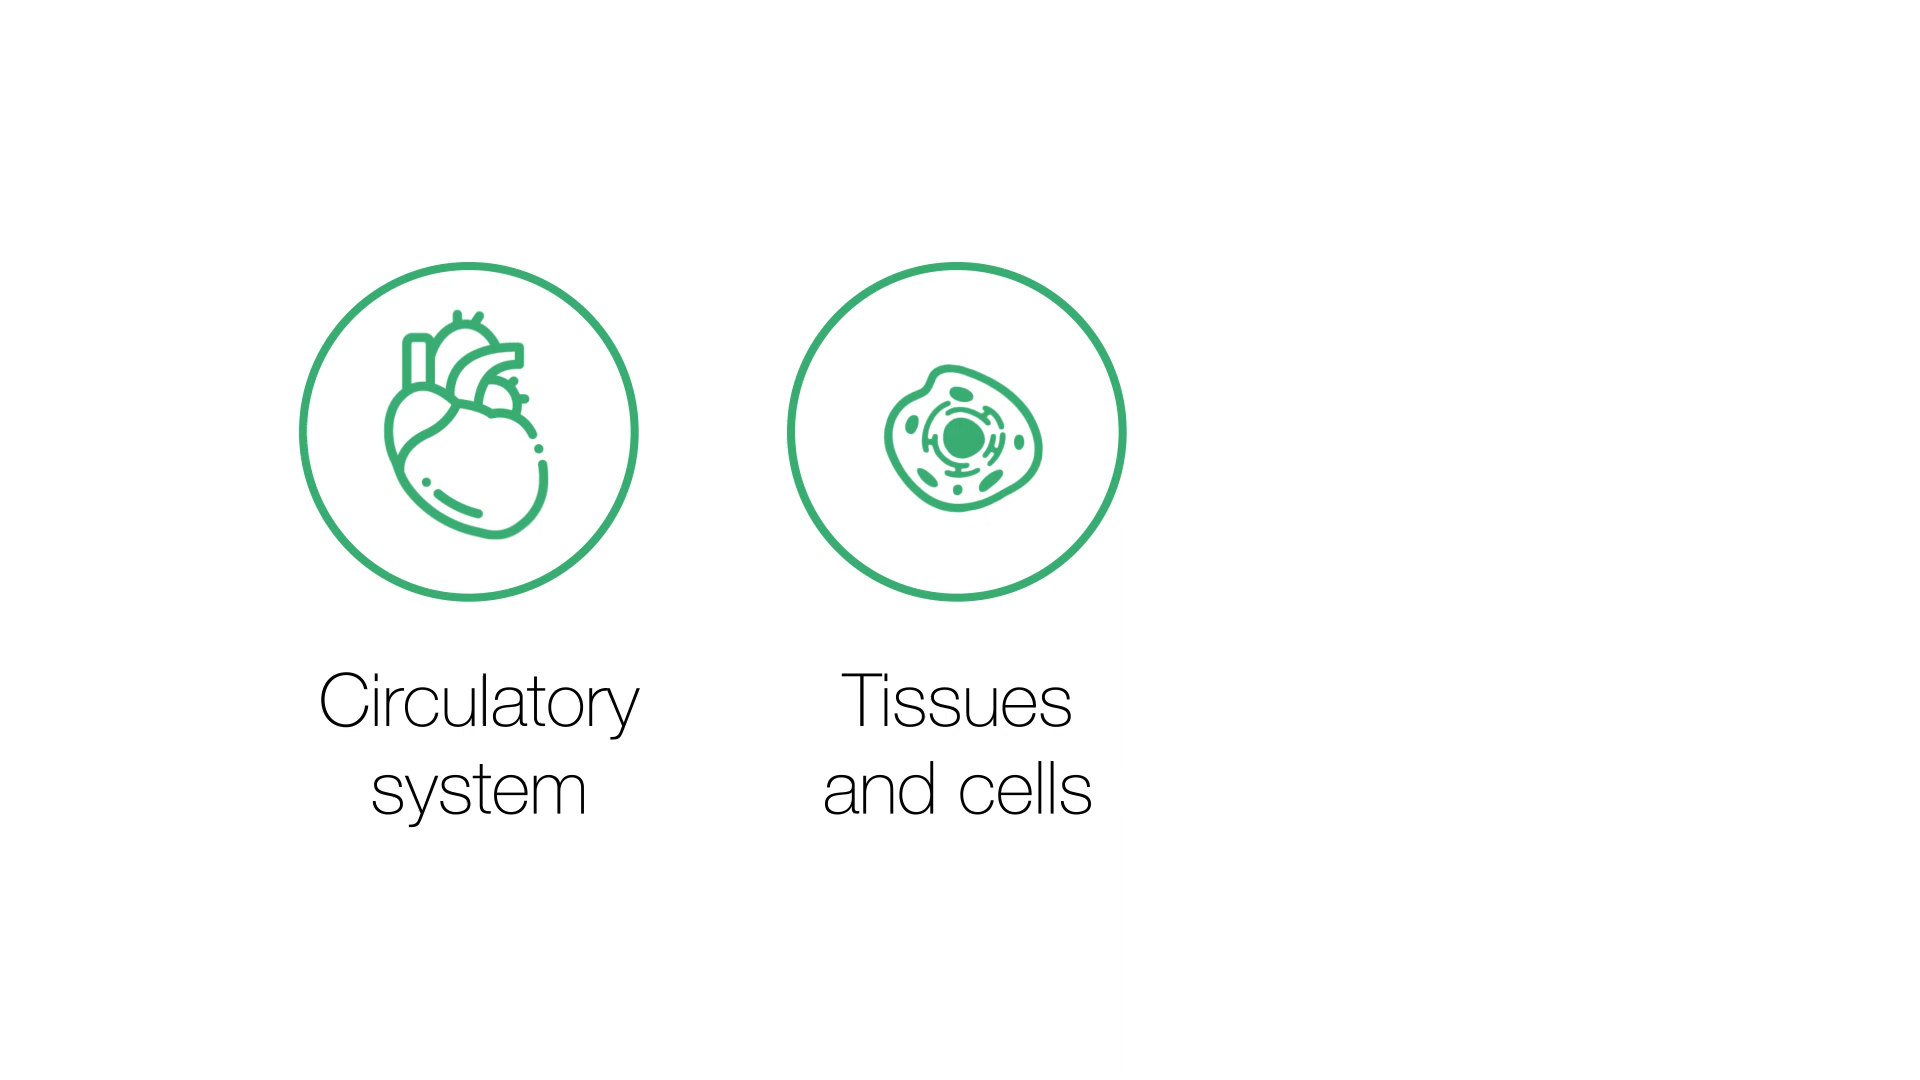 Circulatory
system
Tissues
and cells